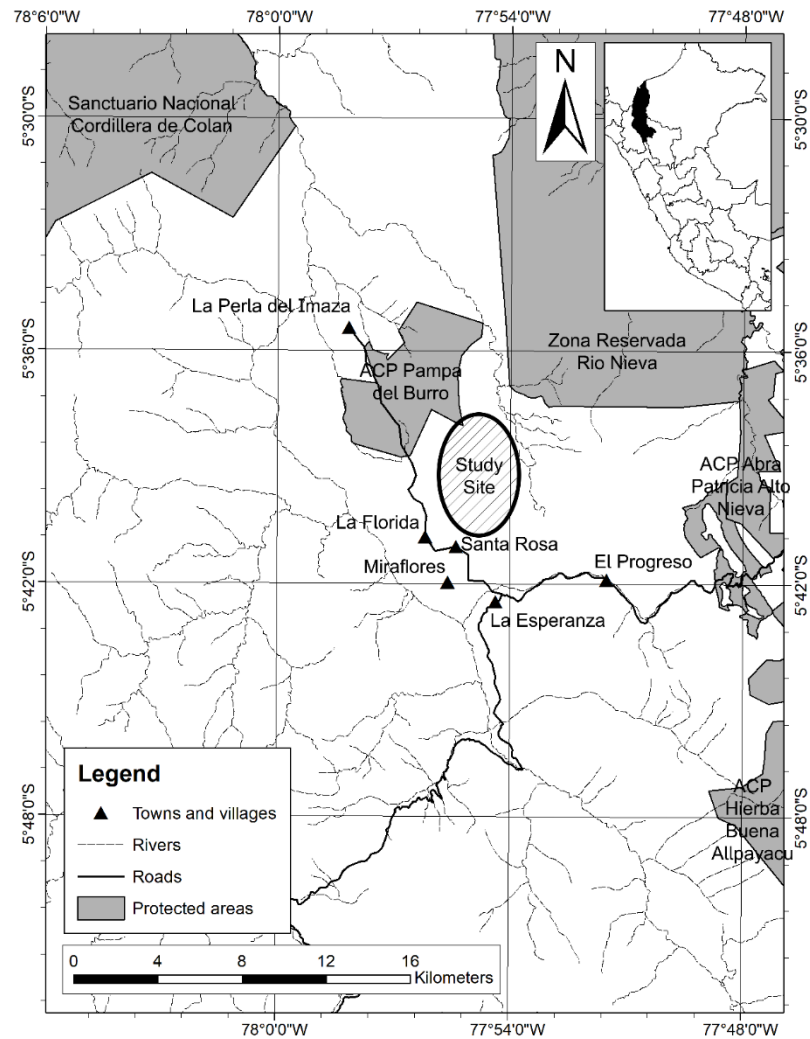 78°6'0"W
78°0'0"W
77°54'0"W
77°48'0"W
N
5°30'0"S
5°30'0"S
Sanctuario Nacional
Cordillera de Colan
La Perla del Imaza
5°36'0"S
5°36'0"S
Zona Reservada
Rio Nieva
ACP Pampa
del Burro
Study
Site
ACP Abra
Patricia Alto
Nieva
La Florida
Santa Rosa
Miraflores
El Progreso
La Esperanza
5°42'0"S
5°42'0"S
ACP
Hierba
Buena
Allpayacu
5°48'0"S
5°48'0"S
Legend
Towns and villages
Rivers
Roads
Protected areas
0 4 8 12 16
Kilometers
78°0'0"W
77°54'0"W
77°48'0"W